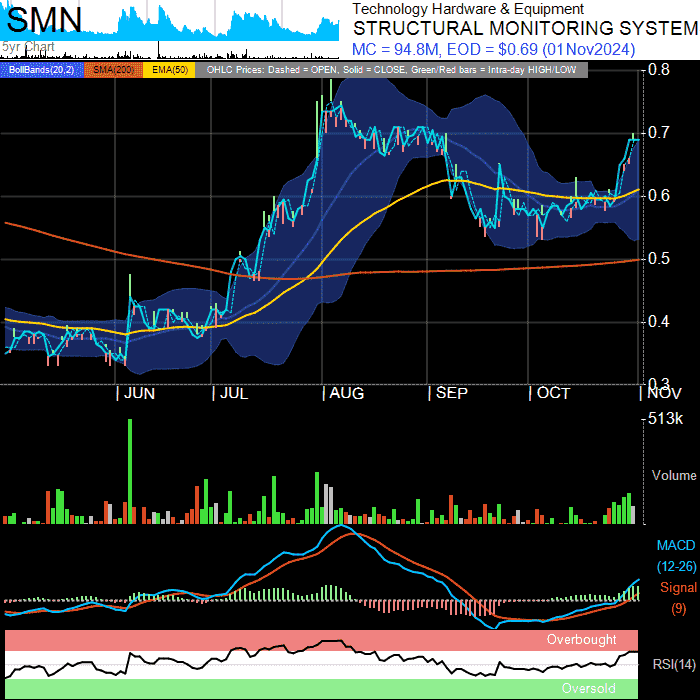 SMN
5yr Chart
Technology Hardware & Equipment
STRUCTURAL MONITORING SYSTEM
MC = 94.8M, EOD = $0.69 (01Nov2024)
BollBands(20,2) SMA(200) EMA(50) OHLC Prices: Dashed = OPEN, Solid = CLOSE, Green/Red bars = Intra-day HIGH/LOW
0.8
0.7
0.6
0.5
0.4
0.3
JUN JUL AUG SEP OCT NOV
513k
Volume
MACD
(12-26)
Signal
(9)
Overbought
RSI(14)
Oversold